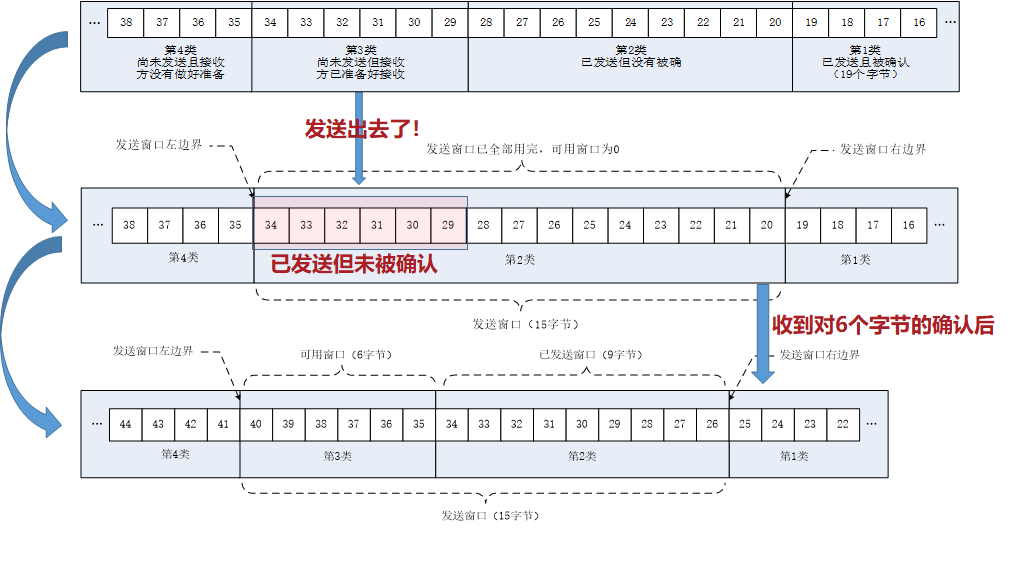 … 38 37 36 35 34 33 32 31 30 29 28 27 26 25 24 23 22 21 20 19 18 17 16 …
第4类
尚未发送且接收
方没有做好准备
第3类
尚未发送但接收
方已准备好接收
第2类
已发送但没有被确
第1类
已发送且被确认
(19个字节)
发送出去了!
发送窗口左边界
发送窗口已全部用完，可用窗口为0
发送窗口右边界
… 38 37 36 35 34 33 32 31 30 29 28 27 26 25 24 23 22 21 20 19 18 17 16 …
第4类
已发送但未被确认
第2类
第1类
发送窗口（15字节）
收到对6个字节的确认后
发送窗口左边界
可用窗口（6字节）
已发送窗口（9字节）
发送窗口右边界
… 44 43 42 41 40 39 38 37 36 35 34 33 32 31 30 29 28 27 26 25 24 23 22 …
第4类
第3类
第2类
第1类
发送窗口（15字节）